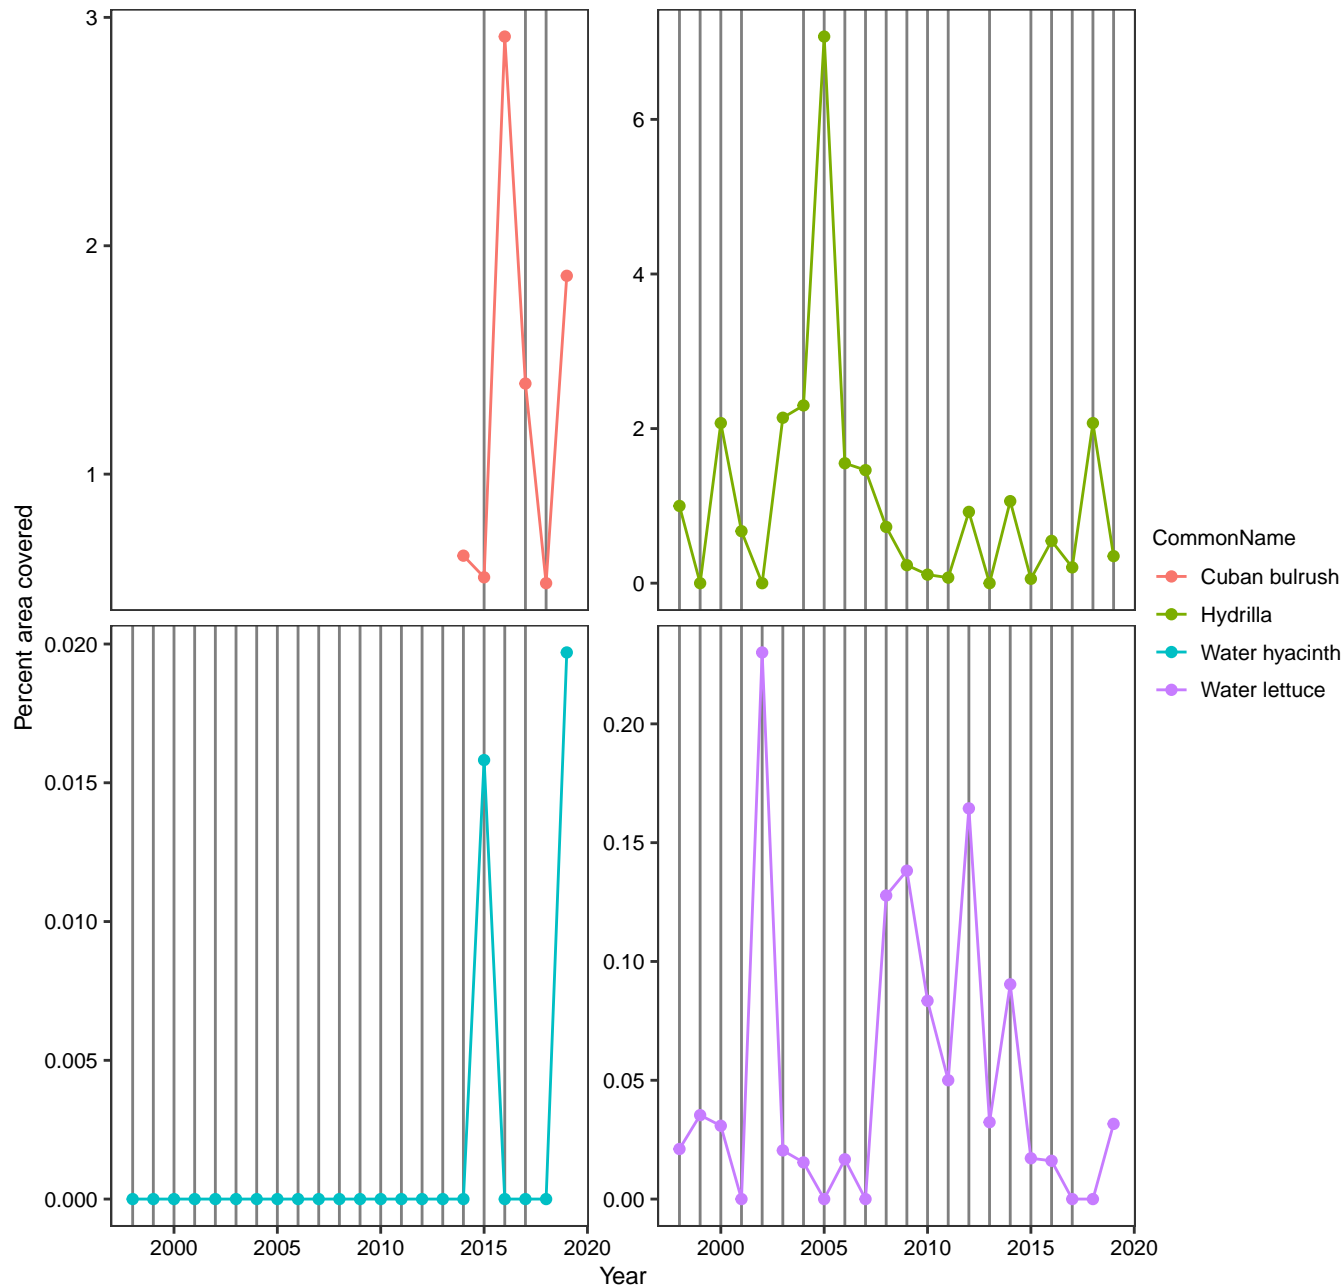 3
2
1
6
4
2
0
Percent area covered
0.020
0.015
0.010
0.005
0.000
0.20
0.15
0.10
0.05
0.00
2000 2005 2010 2015 2020
2000 2005 2010 2015 2020
Year
CommonName
Cuban bulrush
Hydrilla
Water hyacinth
Water lettuce